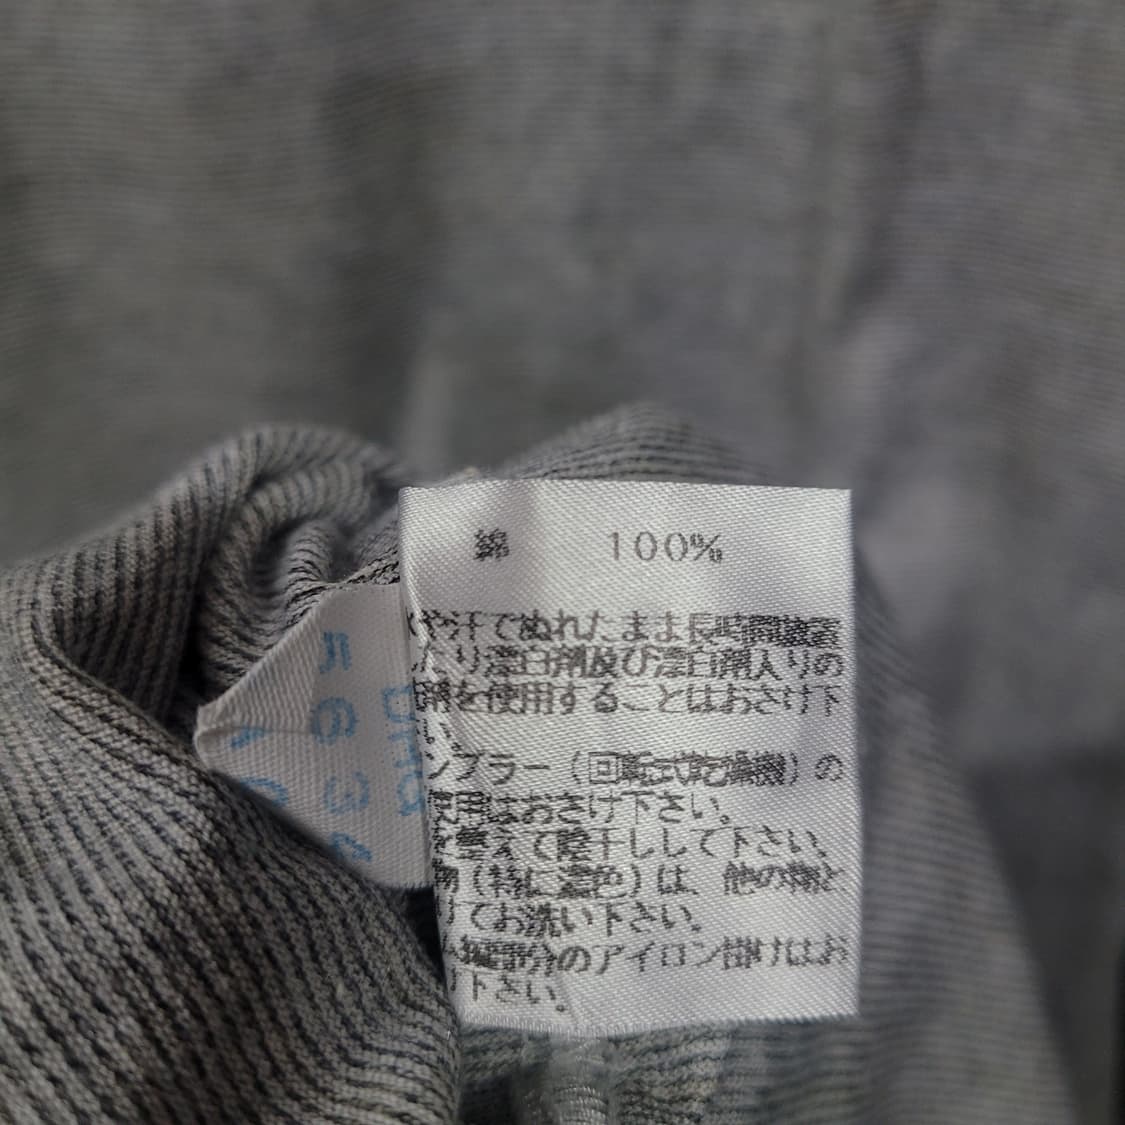 綿 100%
汗でぬれたまま長時間放置
たり漂白剤及び漂白剤入りの
剤を使用することはおさけ下
ンブラー（回転式乾燥機）の
使用はおさけ下さい。
を整えて陰干しして下さい。
物（特に濃色）は、他の物と
てお洗い下さい。
部分のアイロン掛けはお
下さい。